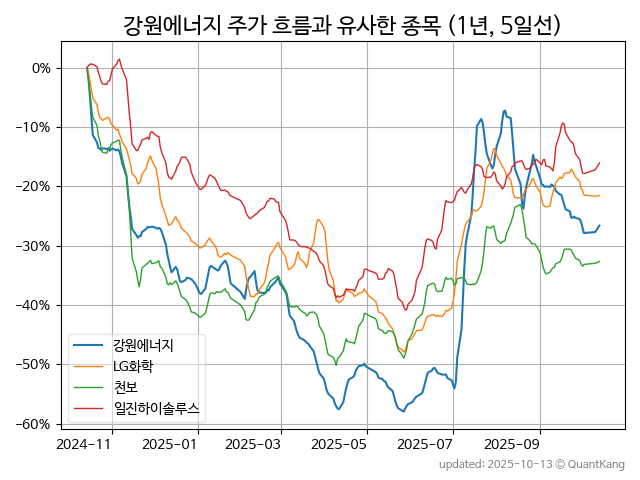 강원에너지 주가 흐름과 유사한 종목 (1년, 5일선)
0%
−10%
−20%
−30%
−40%
−50%
−60%
강원에너지
LG화학
천보
일진하이솔루스
2024−11 2025−01 2025−03 2025−05 2025−07 2025−09
updated: 2025-10-13 © QuantKang